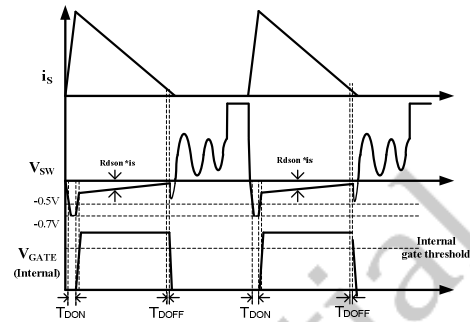 iS
Rdson*is
Rdson*is
VSW
-0.5V
-0.7V
VGATE
(Internal)
Internal
gate threshold
TDON
TDOFF
TDON
TDOFF